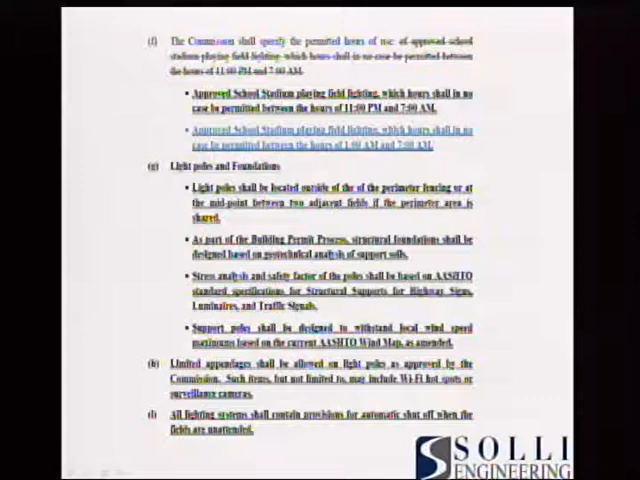 (f) The Commission shall specify the permitted hours of use of approved school
stadium playing field lighting, which hours shall in no case be permitted between
the hours of 11:00 PM and 7:00 AM.
• Approved School Stadium playing field lighting, which hours shall in no
case be permitted between the hours of 11:00 PM and 7:00 AM.
• Approved School Stadium playing field lighting, which hours shall in no
case be permitted between the hours of 1:00 AM and 7:00 AM.
(g) Light poles and Foundations
• Light poles shall be located outside of the of the perimeter fencing or at
the mid-point between two adjacent fields if the perimeter area is
shared.
• As part of the Building Permit Process, structural foundations shall be
designed based on geotechnical analysis of support soils.
• Stress analysis and safety factor of the poles shall be based on AASHTO
standard specifications for Structural Supports for Highway Signs,
Luminaires, and Traffic Signals.
• Support poles shall be designed to withstand local wind speed
maximums based on the current AASHTO Wind Map, as amended.
(h) Limited appendages shall be allowed on light poles as approved by the
Commission. Such items, but not limited to, may include Wi-Fi hot spots or
surveillance cameras.
(i) All lighting systems shall contain provisions for automatic shut off when the
fields are unattended.
SOLLI
ENGINEERING